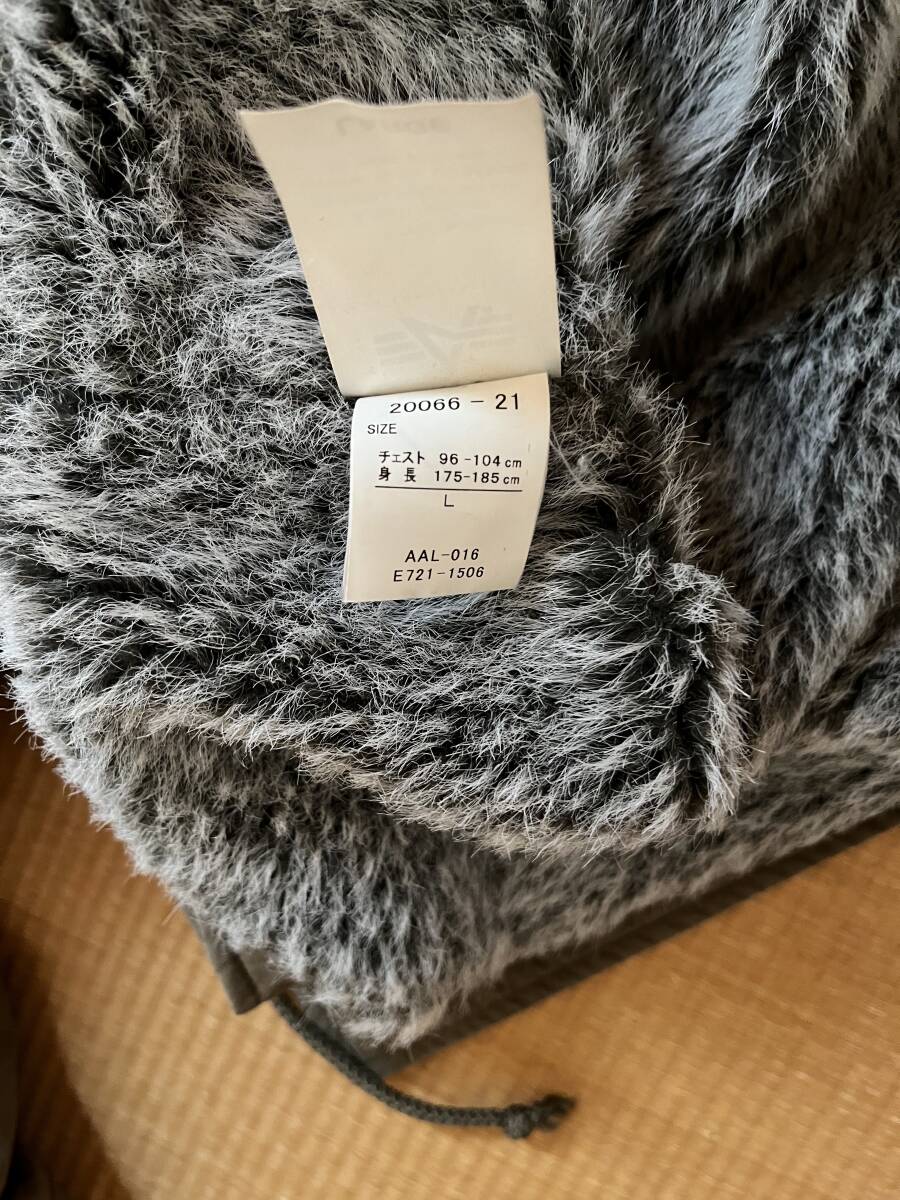 20066-21
SIZE
チェスト 96-104cm
身長 175-185cm
L
AAL-016
E721-1506